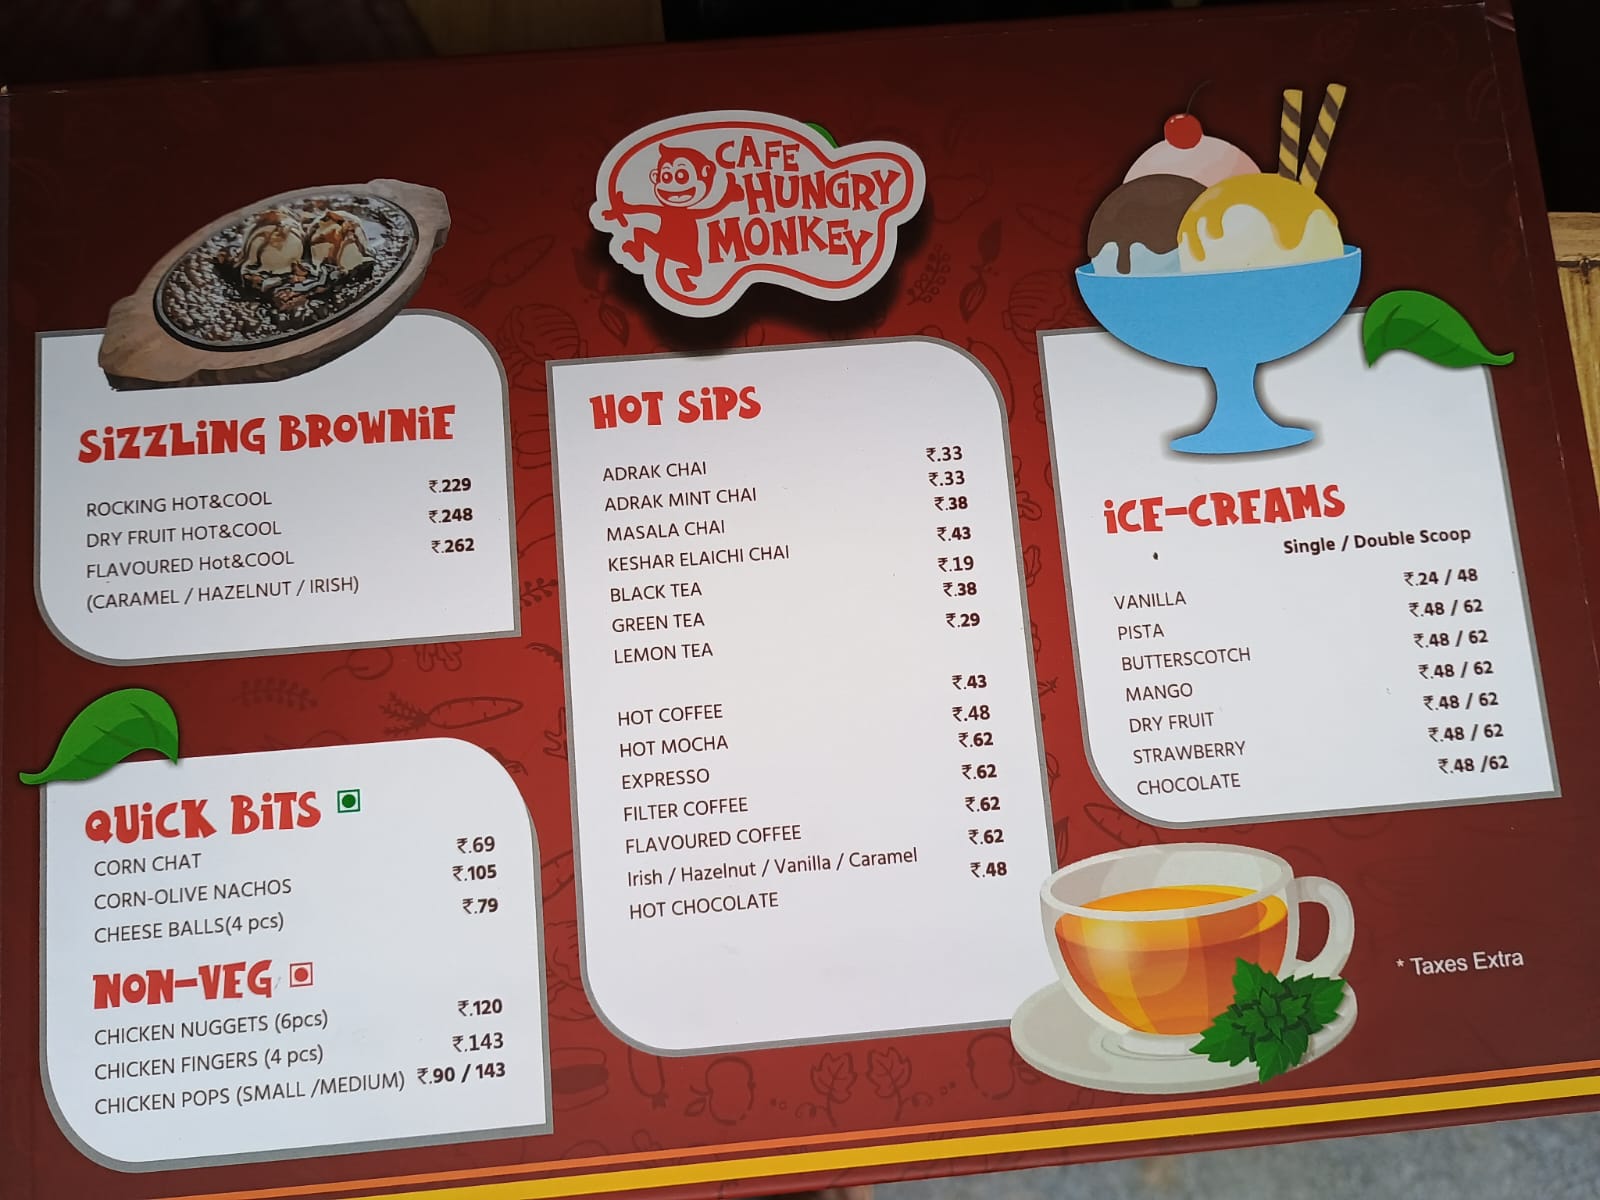 CAFE
HUNGRY
MONKEY
SiZZLiNG BROWNiE
ROCKING HOT&COOL ₹.229
DRY FRUIT HOT&COOL ₹.248
FLAVOURED Hot&COOL ₹.262
(CARAMEL / HAZELNUT / IRISH)
QUiCK BiTS
CORN CHAT ₹.69
CORN-OLIVE NACHOS ₹.105
CHEESE BALLS(4 pcs) ₹.79
NON-VEG
CHICKEN NUGGETS (6pcs) ₹.120
CHICKEN FINGERS (4 pcs) ₹.143
CHICKEN POPS (SMALL /MEDIUM) ₹.90 / 143
HOT SiPS
ADRAK CHAI ₹.33
ADRAK MINT CHAI ₹.33
MASALA CHAI ₹.38
KESHAR ELAICHI CHAI ₹.43
BLACK TEA ₹.19
GREEN TEA ₹.38
LEMON TEA ₹.29
HOT COFFEE ₹.43
HOT MOCHA ₹.48
EXPRESSO ₹.62
FILTER COFFEE ₹.62
FLAVOURED COFFEE ₹.62
Irish / Hazelnut / Vanilla / Caramel ₹.62
HOT CHOCOLATE ₹.48
iCE-CREAMS
Single / Double Scoop
VANILLA ₹.24 / 48
PISTA ₹.48 / 62
BUTTERSCOTCH ₹.48 / 62
MANGO ₹.48 / 62
DRY FRUIT ₹.48 / 62
STRAWBERRY ₹.48 / 62
CHOCOLATE ₹.48 /62
* Taxes Extra